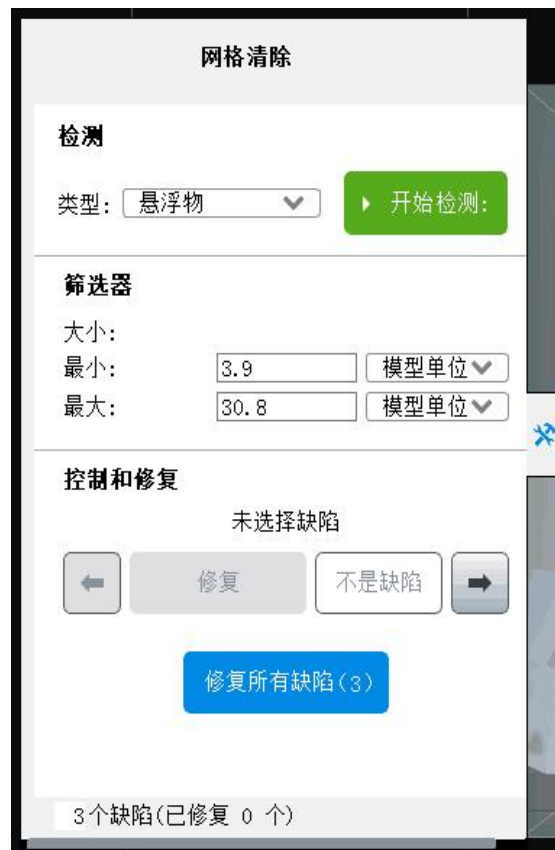 网格清除
检测
类型: 悬浮物 开始检测:
筛选器
大小:
最小: 3.9 模型单位
最大: 30.8 模型单位
控制和修复
未选择缺陷
修复 不是缺陷
修复所有缺陷(3)
3个缺陷(已修复 0 个)